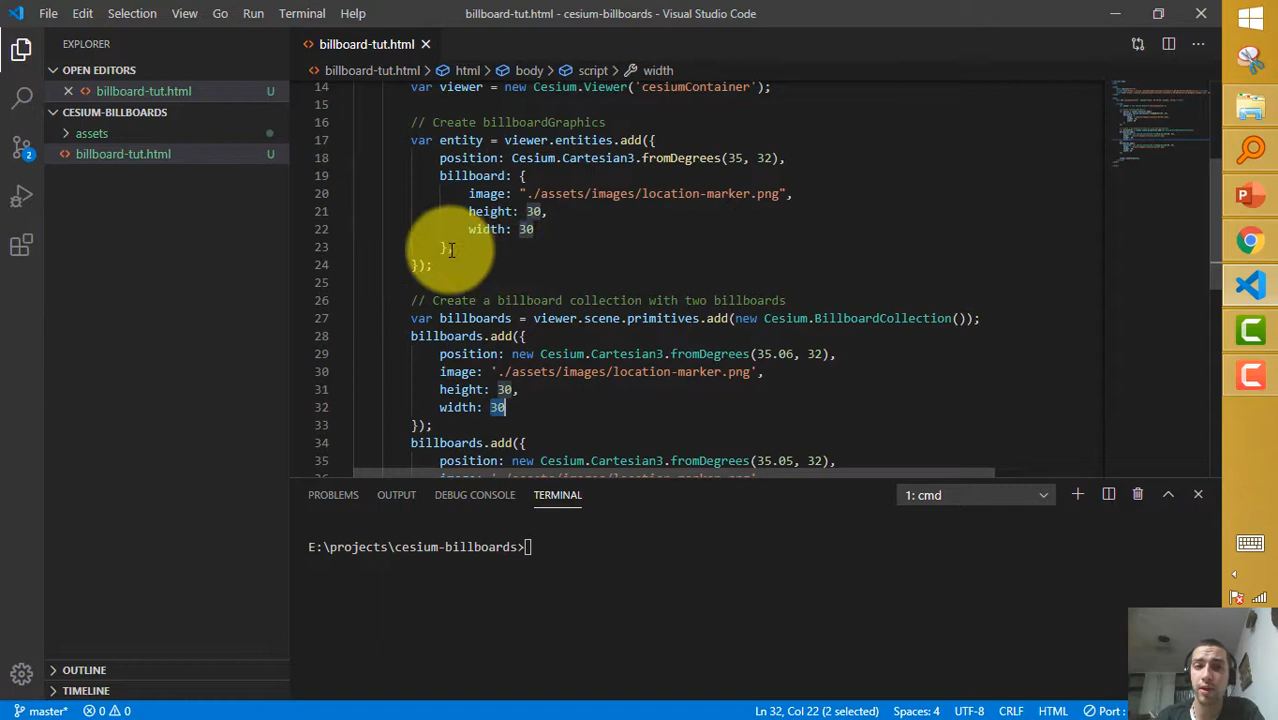 File Edit Selection View Go Run Terminal Help billboard-tut.html - cesium-billboards - Visual Studio Code
EXPLORER
OPEN EDITORS
billboard-tut.html U
CESIUM-BILLBOARDS
assets
billboard-tut.html U
OUTLINE
TIMELINE
2
billboard-tut.html
billboard-tut.html > html > body > script > width
14 var viewer = new Cesium.Viewer('cesiumContainer');
15
16 // Create billboardGraphics
17 var entity = viewer.entities.add({
18 position: Cesium.Cartesian3.fromDegrees(35, 32),
19 billboard: {
20 image: "./assets/images/location-marker.png",
21 height: 30,
22 width: 30
23 }
24 });
25
26 // Create a billboard collection with two billboards
27 var billboards = viewer.scene.primitives.add(new Cesium.BillboardCollection());
28 billboards.add({
29 position: new Cesium.Cartesian3.fromDegrees(35.06, 32),
30 image: './assets/images/location-marker.png',
31 height: 30,
32 width: 30
33 });
34 billboards.add({
35 position: new Cesium.Cartesian3.fromDegrees(35.05, 32),
PROBLEMS OUTPUT DEBUG CONSOLE TERMINAL 1: cmd
E:\projects\cesium-billboards>
master* 0 0 Ln 32, Col 22 (2 selected) Spaces: 4 UTF-8 CRLF HTML Port :